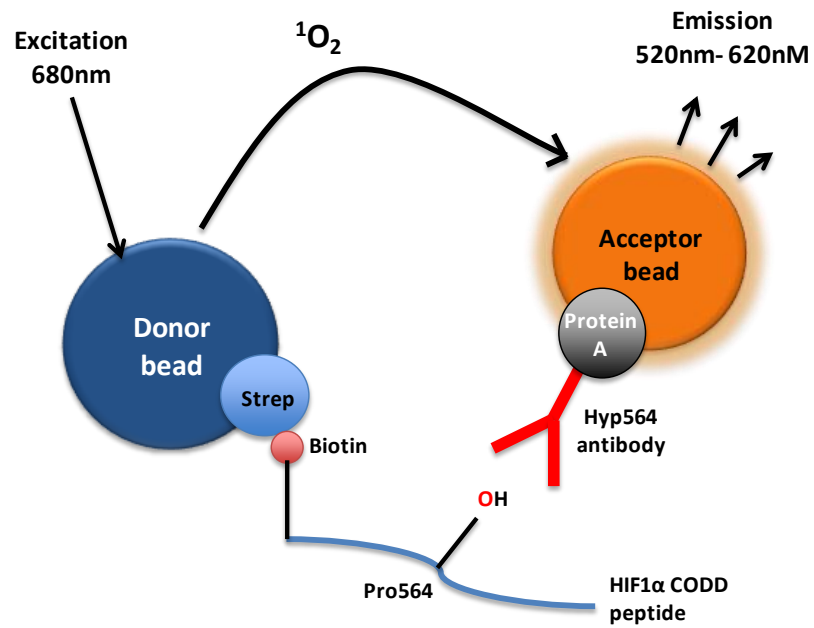 Excitation
680nm
¹O₂
Emission
520nm- 620nM
Donor
bead
Strep
Biotin
Acceptor
bead
Protein
A
Hyp564
antibody
OH
Pro564
HIF1α CODD
peptide